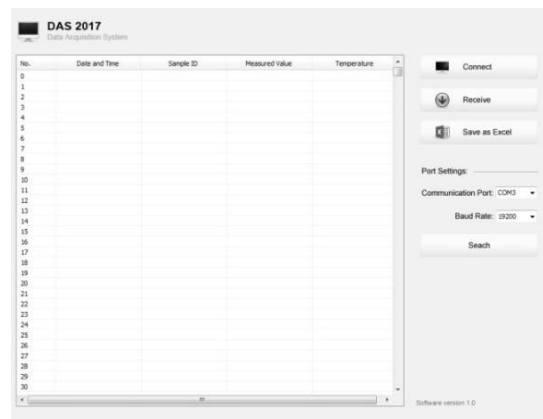 DAS 2017
Data Acquisition System
No. Date and Time Sample ID Measured Value Temperature
0
1
2
3
4
5
6
7
8
9
10
11
12
13
14
15
16
17
18
19
20
21
22
23
24
25
26
27
28
29
30
Connect
Receive
Save as Excel
Port Settings:
Communication Port: COM3
Baud Rate: 19200
Seach
Software version 1.0